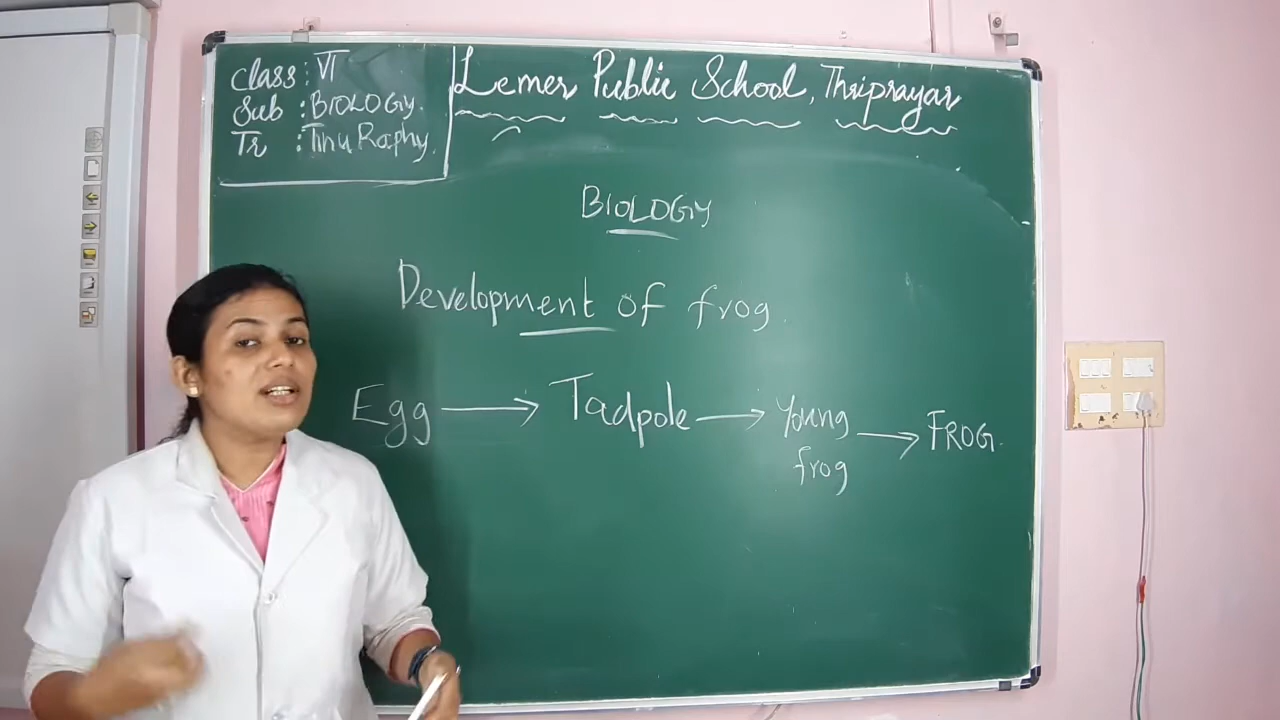 Class : VI
Sub : BIOLOGY.
Tr : Tinu Raphy.
Lemer Public School, Thriprayar
BIOLOGY
Development of frog
Egg → Tadpole → Young frog → FROG.